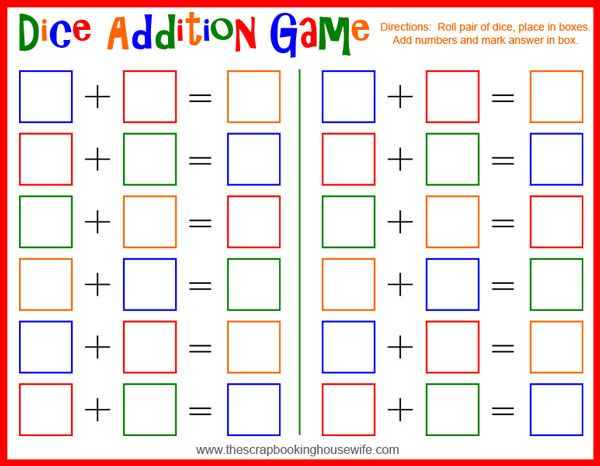 Dice Addition Game
Directions: Roll pair of dice, place in boxes.
Add numbers and mark answer in box.
+ = + =
+ = + =
+ = + =
+ = + =
+ = + =
+ = + =
www.thescrapbookinghousewife.com